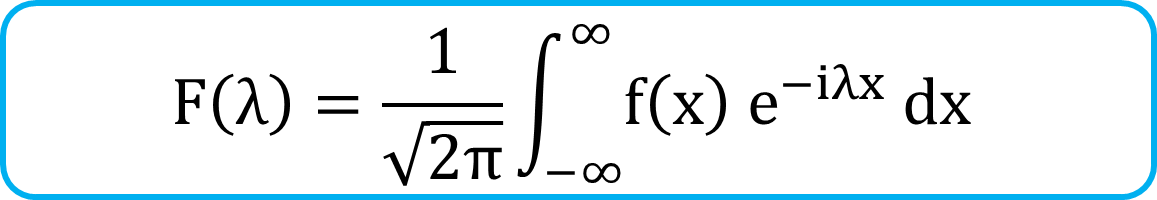 F(λ) = 1/√2π ∫_{-∞}^{∞} f(x) e^{−iλx} dx